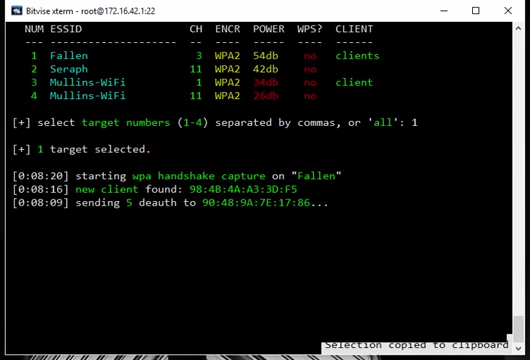 Bitvise xterm - root@172.16.42.1:22
NUM ESSID CH ENCR POWER WPS? CLIENT
--- -------------------- -- ---- ----- ---- ------
1 Fallen 3 WPA2 54db no clients
2 Seraph 11 WPA2 42db no
3 Mullins-WiFi 1 WPA2 34db no client
4 Mullins-WiFi 11 WPA2 26db no
[+] select target numbers (1-4) separated by commas, or 'all': 1
[+] 1 target selected.
[0:08:20] starting wpa handshake capture on "Fallen"
[0:08:16] new client found: 98:4B:4A:A3:3D:F5
[0:08:09] sending 5 deauth to 90:48:9A:7E:17:86...
Selection copied to clipboard